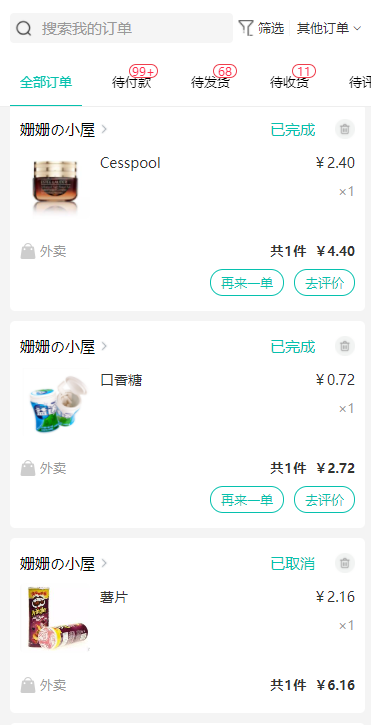 搜索我的订单 筛选 其他订单
全部订单 待付款 99+ 待发货 68 待收货 11 待评
姗姗の小屋 已完成
Cesspool ￥2.40
×1
外卖 共1件 ￥4.40
再来一单 去评价
姗姗の小屋 已完成
口香糖 ￥0.72
×1
外卖 共1件 ￥2.72
再来一单 去评价
姗姗の小屋 已取消
薯片 ￥2.16
×1
外卖 共1件 ￥6.16